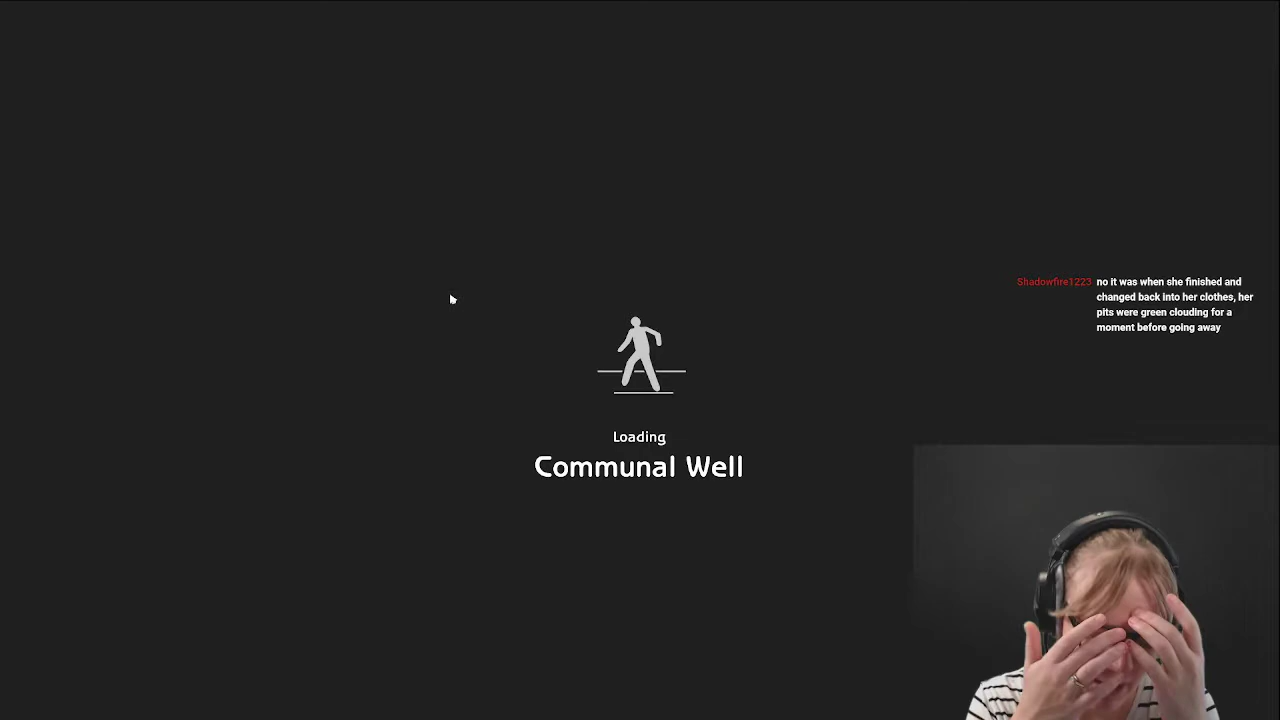 Shadowfire1223 no it was when she finished and
changed back into her clothes, her
pits were green clouding for a
moment before going away
Loading
Communal Well